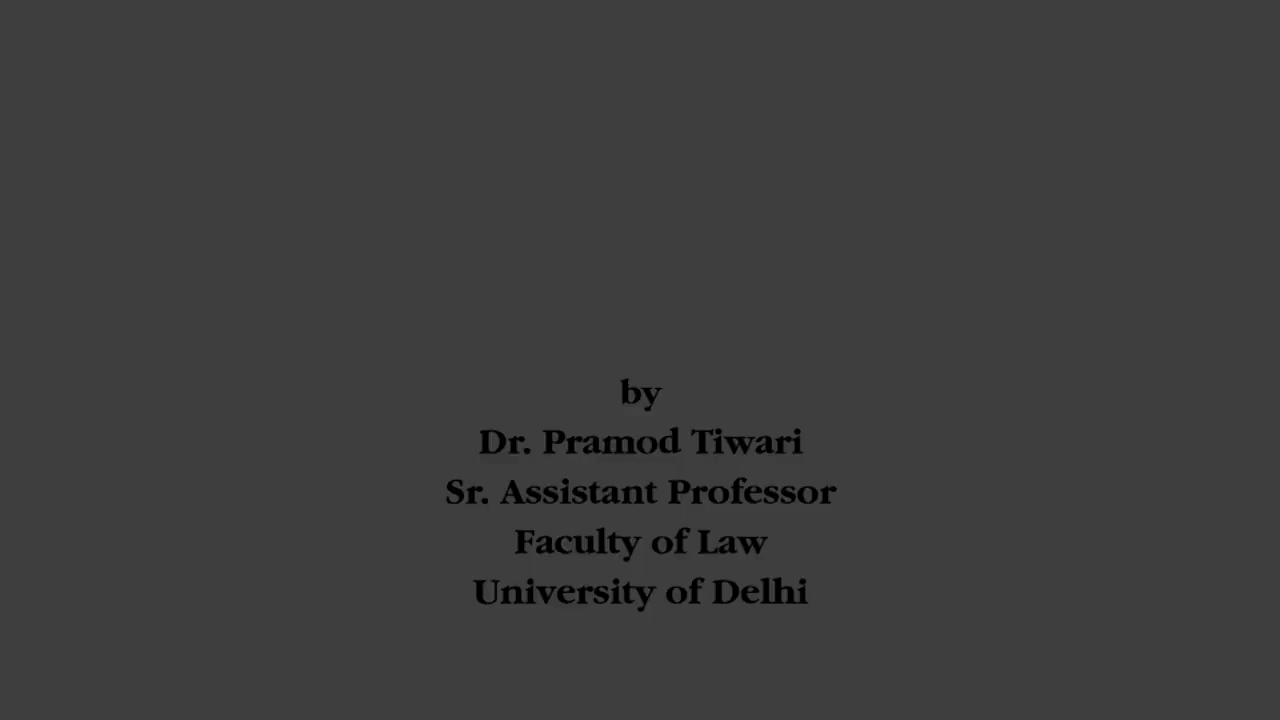 by
Dr. Pramod Tiwari
Sr. Assistant Professor
Faculty of Law
University of Delhi